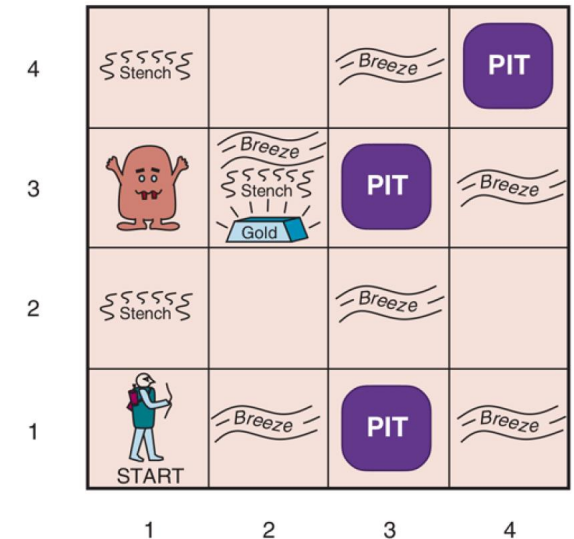 4
Stench
Breeze
PIT
3
Breeze
Stench
Gold
PIT
Breeze
2
Stench
Breeze
1
START
Breeze
PIT
Breeze
1 2 3 4